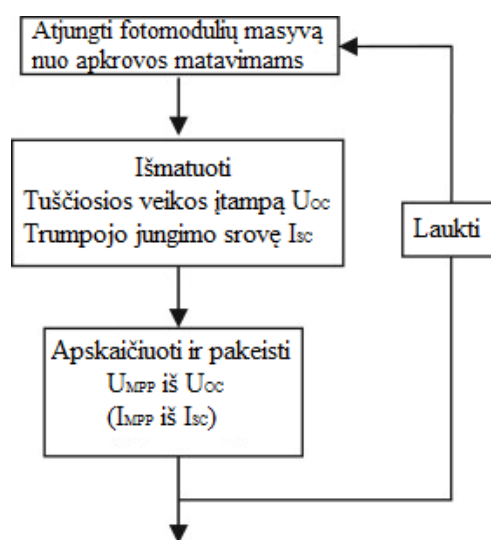 Atjungti fotomodulių masyvą
nuo apkrovos matavimams
Išmatuoti
Tuščiosios veikos įtampą Uoc
Trumpojo jungimo srovę Isc
Laukti
Apskaičiuoti ir pakeisti
UMPP iš Uoc
(IMPP iš Isc)